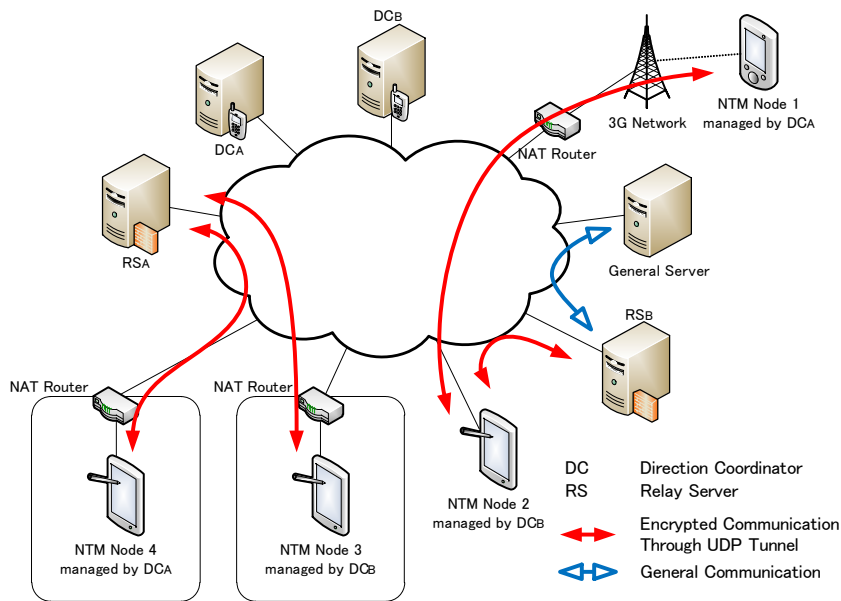 DCB
DCA
3G Network
NTM Node 1
managed by DCA
NAT Router
RSA
General Server
RSB
NAT Router
NAT Router
NTM Node 4
managed by DCA
NTM Node 3
managed by DCB
NTM Node 2
managed by DCB
DC Direction Coordinator
RS Relay Server
Encrypted Communication
Through UDP Tunnel
General Communication